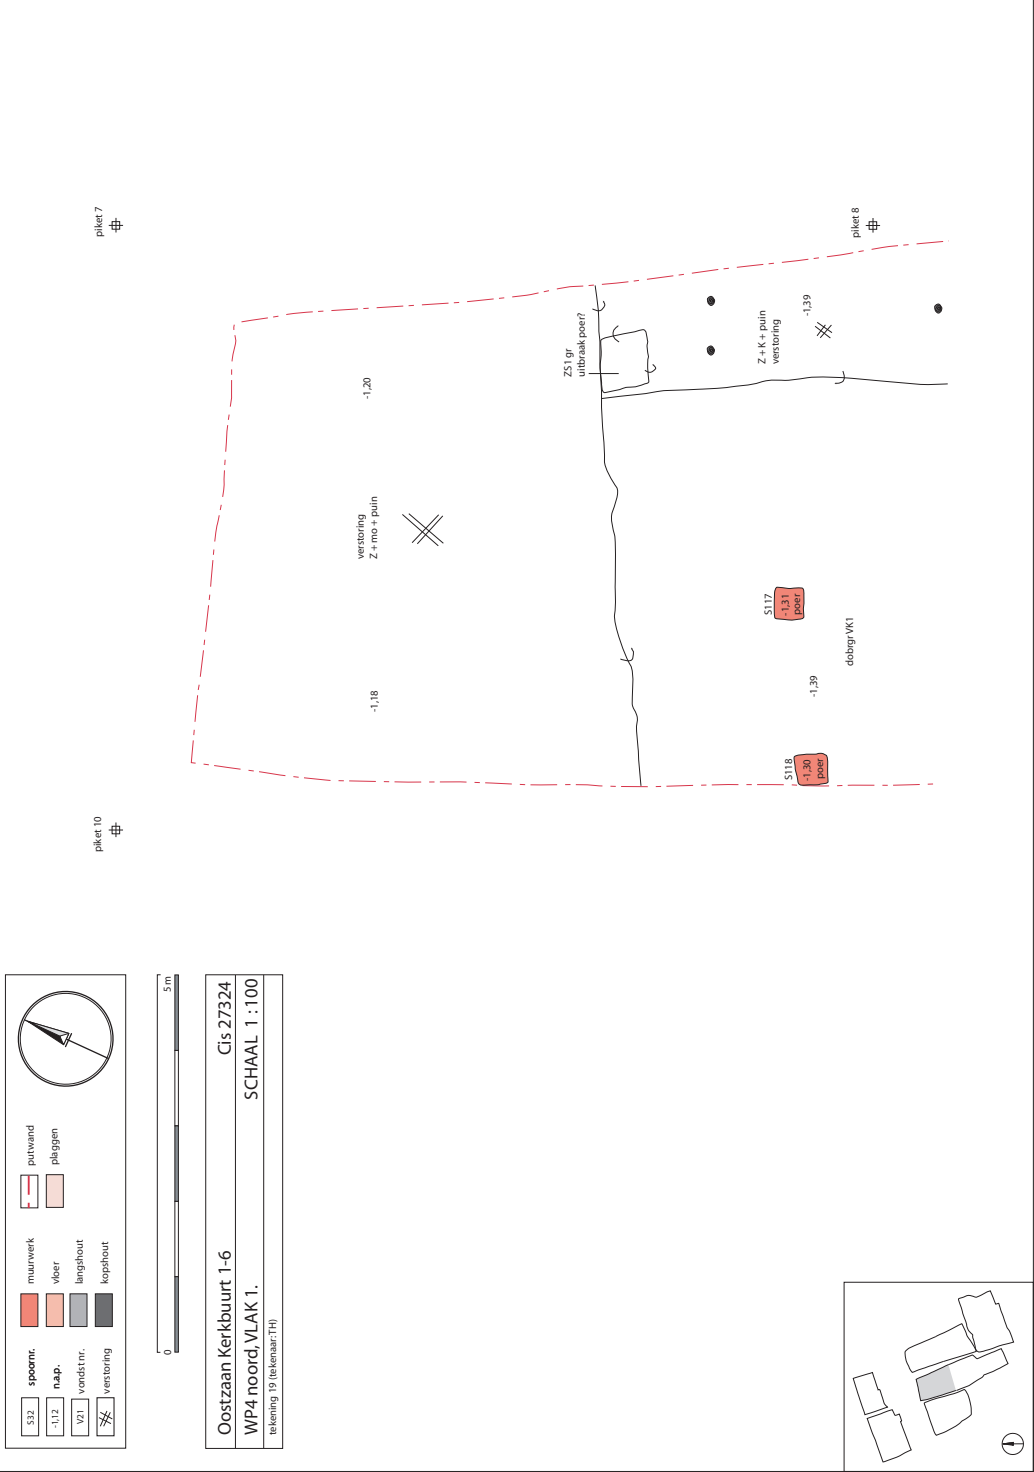 piket 7
piket 8
piket 10
-1,20
verstoring
Z + mo + puin
-1,18
ZS1 gr
uitbraak poer?
Z + K + puin
verstoring
-1,39
S117
-1,31
poer
dobrgr VK1
-1,39
S118
-1,30
poer
S32 spoornr.
-1,12 n.a.p.
V21 vondstnr.
verstoring
muurwerk
vloer
langshout
kopshout
putwand
plaggen
0 5 m
Oostzaan Kerkbuurt 1-6 Cis 27324
WP4 noord, VLAK 1. SCHAAL 1 :100
tekening 19 (tekenaar:TH)